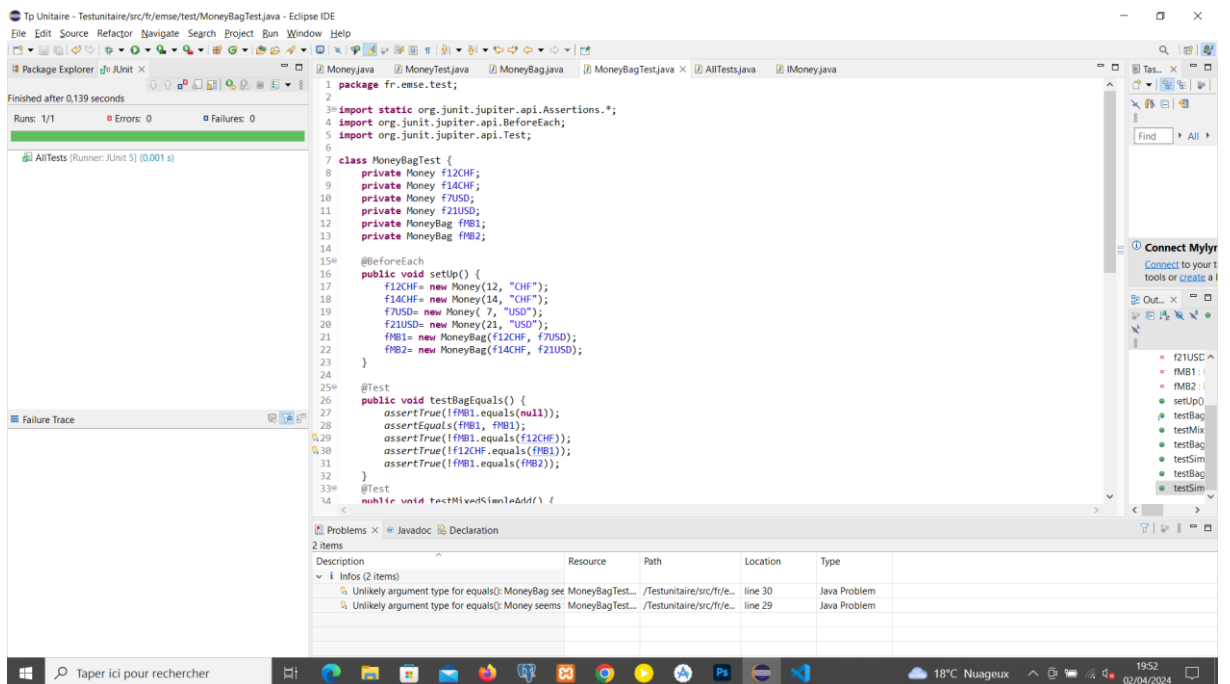 Tp Unitaire - Testunitaire/src/fr/emse/test/MoneyBagTest.java - Eclipse IDE
File Edit Source Refactor Navigate Search Project Run Window Help
Package Explorer JUnit
Finished after 0,139 seconds
Runs: 1/1 Errors: 0 Failures: 0
AllTests [Runner: JUnit 5] (0,001 s)
Failure Trace
Money.java MoneyTest.java MoneyBag.java MoneyBagTest.java AllTests.java IMoney.java
1 package fr.emse.test;
2
3 import static org.junit.jupiter.api.Assertions.*;
4 import org.junit.jupiter.api.BeforeEach;
5 import org.junit.jupiter.api.Test;
6
7 class MoneyBagTest {
8 private Money f12CHF;
9 private Money f14CHF;
10 private Money f7USD;
11 private Money f21USD;
12 private MoneyBag fMB1;
13 private MoneyBag fMB2;
14
15 @BeforeEach
16 public void setUp() {
17 f12CHF= new Money(12, "CHF");
18 f14CHF= new Money(14, "CHF");
19 f7USD= new Money( 7, "USD");
20 f21USD= new Money(21, "USD");
21 fMB1= new MoneyBag(f12CHF, f7USD);
22 fMB2= new MoneyBag(f14CHF, f21USD);
23 }
24
25 @Test
26 public void testBagEquals() {
27 assertTrue(!fMB1.equals(null));
28 assertEquals(fMB1, fMB1);
29 assertTrue(!fMB1.equals(f12CHF));
30 assertTrue(!f12CHF.equals(fMB1));
31 assertTrue(!fMB1.equals(fMB2));
32 }
33 @Test
34 public void testMixedSimpleAdd() {
Tas...
Find All
Connect Mylyn
Connect to your t
tools or create a l
Out...
f21USD
fMB1 :
fMB2 :
setUp()
testBag
testMix
testBag
testSim
testBag
testSim
Problems Javadoc Declaration
2 items
Description Resource Path Location Type
Infos (2 items)
Unlikely argument type for equals(): MoneyBag see MoneyBagTest.... /Testunitaire/src/fr/e... line 30 Java Problem
Unlikely argument type for equals(): Money seems MoneyBagTest.... /Testunitaire/src/fr/e... line 29 Java Problem
Taper ici pour rechercher
Ps
18°C Nuageux
19:52
02/04/2024